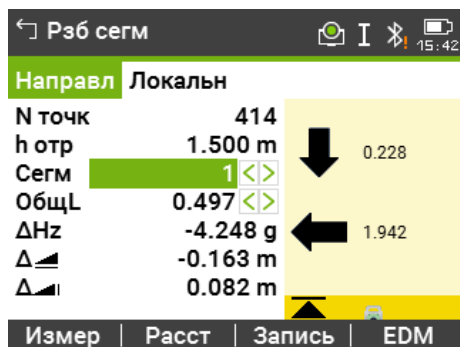 Рзб сегм
I
15:42
Направл Локальн
N точк 414
h отр 1.500 m
Сегм 1
ОбщL 0.497
ΔHz -4.248 g
Δ -0.163 m
Δ 0.082 m
0.228
1.942
Измер | Расст | Запись | EDM